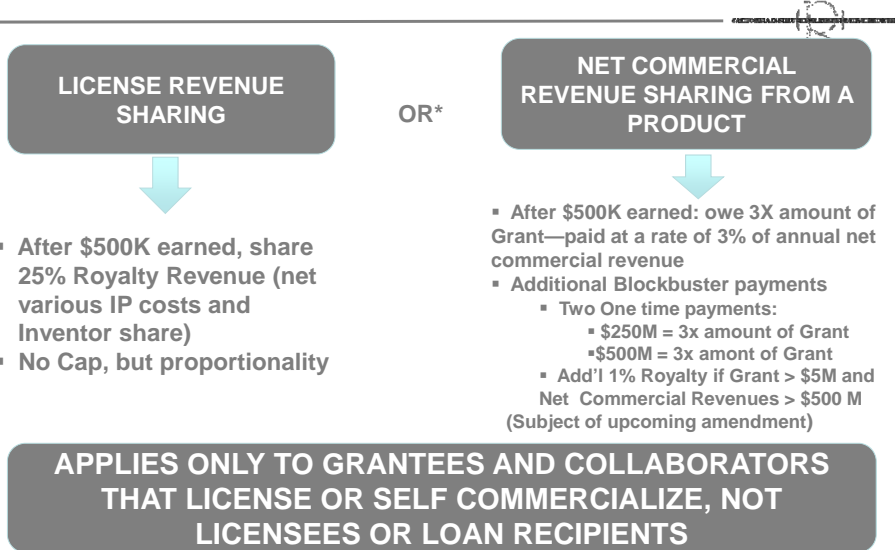 LICENSE REVENUE
SHARING
OR*
NET COMMERCIAL
REVENUE SHARING FROM A
PRODUCT
▪ After $500K earned, share
25% Royalty Revenue (net
various IP costs and
Inventor share)
▪ No Cap, but proportionality
▪ After $500K earned: owe 3X amount of
Grant—paid at a rate of 3% of annual net
commercial revenue
▪ Additional Blockbuster payments
▪ Two One time payments:
▪ $250M = 3x amount of Grant
▪$500M = 3x amont of Grant
▪ Add'l 1% Royalty if Grant > $5M and
Net Commercial Revenues > $500 M
(Subject of upcoming amendment)
APPLIES ONLY TO GRANTEES AND COLLABORATORS
THAT LICENSE OR SELF COMMERCIALIZE, NOT
LICENSEES OR LOAN RECIPIENTS